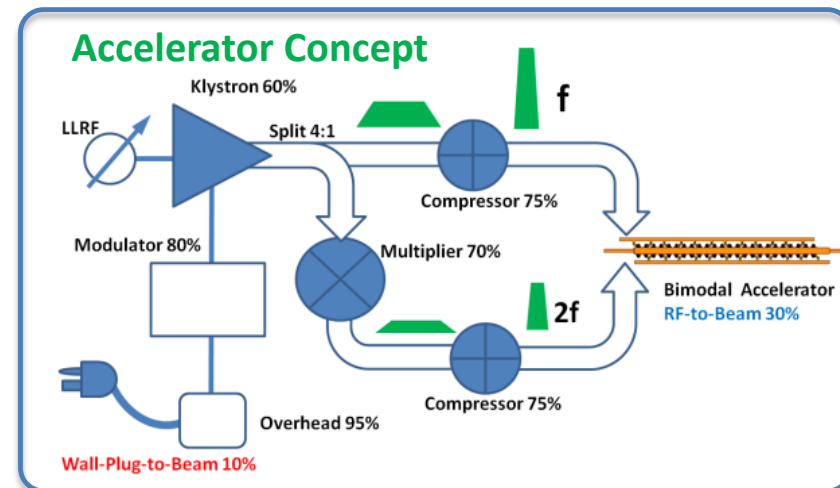 Accelerator Concept
Klystron 60%
f
LLRF
Split 4:1
Compressor 75%
Modulator 80%
Multiplier 70%
Bimodal Accelerator
2f
RF-to-Beam 30%
Compressor 75%
Overhead 95%
Wall-Plug-to-Beam 10%